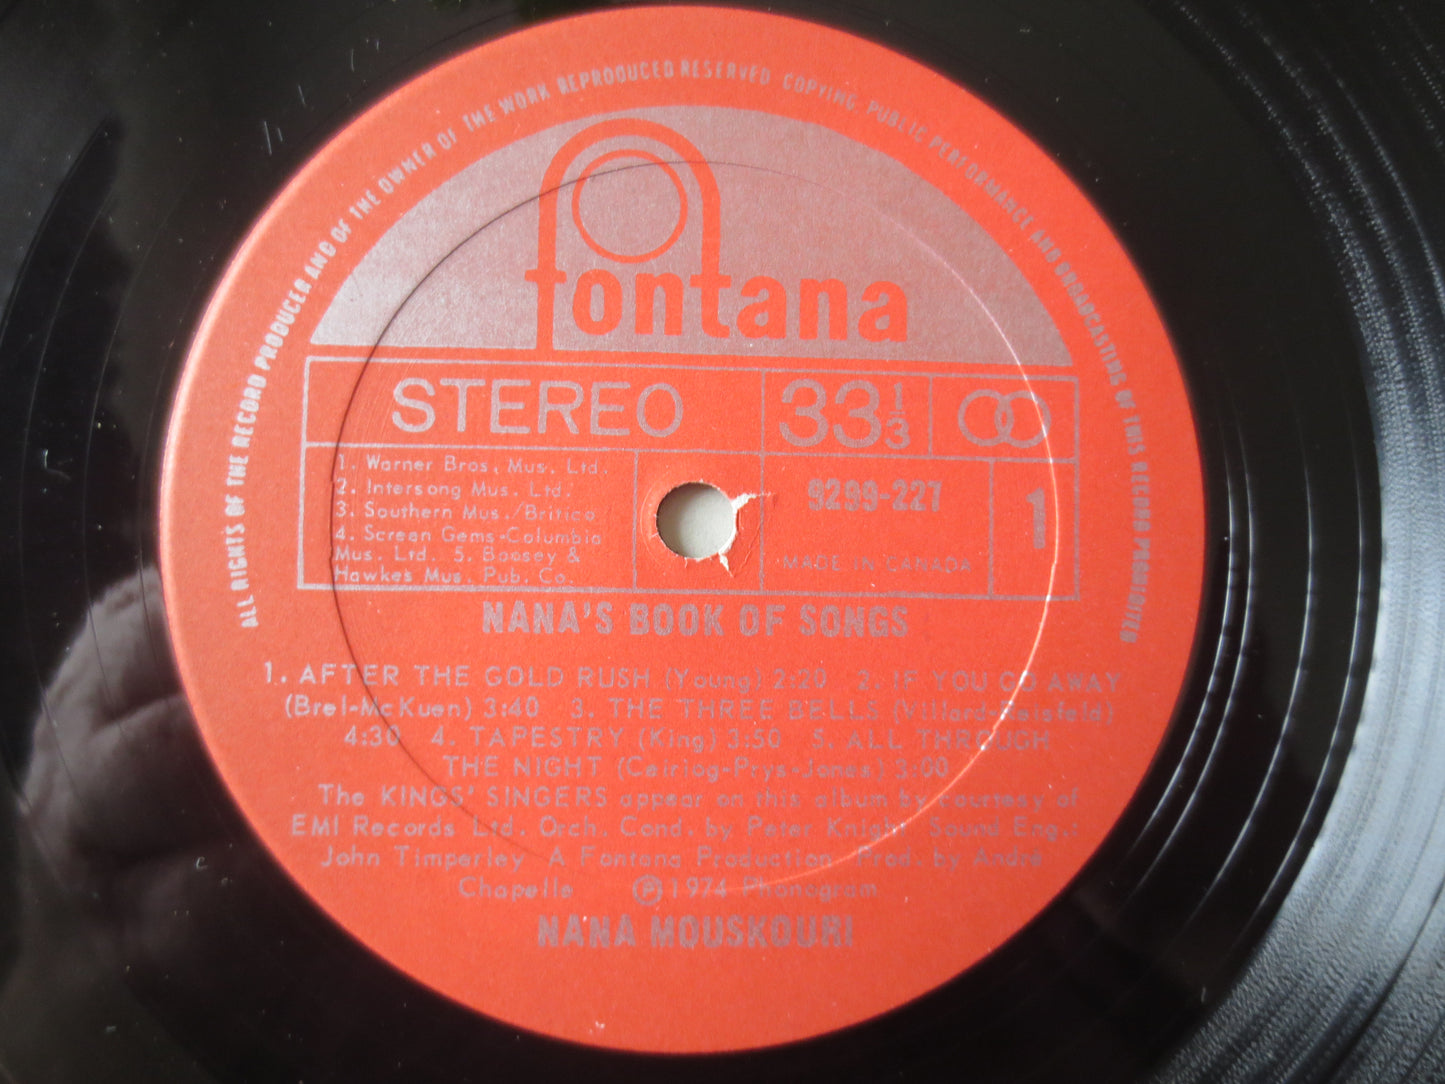 ALL RIGHTS OF THE RECORD PRODUCER AND OF THE OWNER OF THE WORK REPRODUCED RESERVED COPYING, PUBLIC PERFORMANCE AND BROADCASTING OF THIS RECORD PROHIBITED
fontana
STEREO
33 1/3
1. Warner Bros. Mus. Ltd.
2. Intersong Mus. Ltd.
3. Southern Mus./Britico
4. Screen Gems-Columbia
Mus. Ltd. 5. Boosey &
Hawkes Mus. Pub. Co.
9299-227
MADE IN CANADA
1
NANA'S BOOK OF SONGS
1. AFTER THE GOLD RUSH (Young) 2:20 2. IF YOU GO AWAY
(Brel-McKuen) 3:40 3. THE THREE BELLS (Villard-Reisfeld)
4:30 4. TAPESTRY (King) 3:50 5. ALL THROUGH
THE NIGHT (Ceiriog-Prys-Jones) 3:00
The KINGS' SINGERS appear on this album by courtesy of
EMI Records Ltd. Orch. Cond. by Peter Knight. Sound Eng.:
John Timperley A Fontana Production Prod. by André
Chapelle ℗ 1974 Phonogram
NANA MOUSKOURI